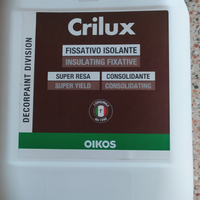 DECORPAINT DIVISION
Crilux
FISSATIVO ISOLANTE
INSULATING FIXATIVE
SUPER RESA CONSOLIDANTE
SUPER YIELD CONSOLIDATING
OIKOS